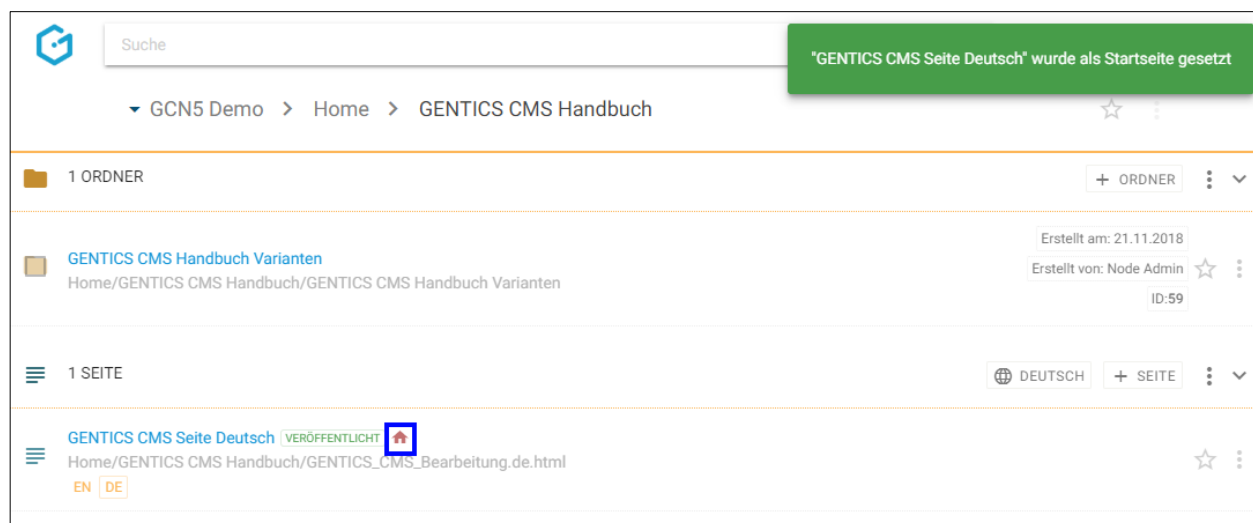 Suche
"GENTICS CMS Seite Deutsch" wurde als Startseite gesetzt
GCN5 Demo > Home > GENTICS CMS Handbuch
1 ORDNER
+ ORDNER
GENTICS CMS Handbuch Varianten
Home/GENTICS CMS Handbuch/GENTICS CMS Handbuch Varianten
Erstellt am: 21.11.2018
Erstellt von: Node Admin
ID:59
1 SEITE
DEUTSCH
+ SEITE
GENTICS CMS Seite Deutsch VERÖFFENTLICHT
Home/GENTICS CMS Handbuch/GENTICS_CMS_Bearbeitung.de.html
EN DE